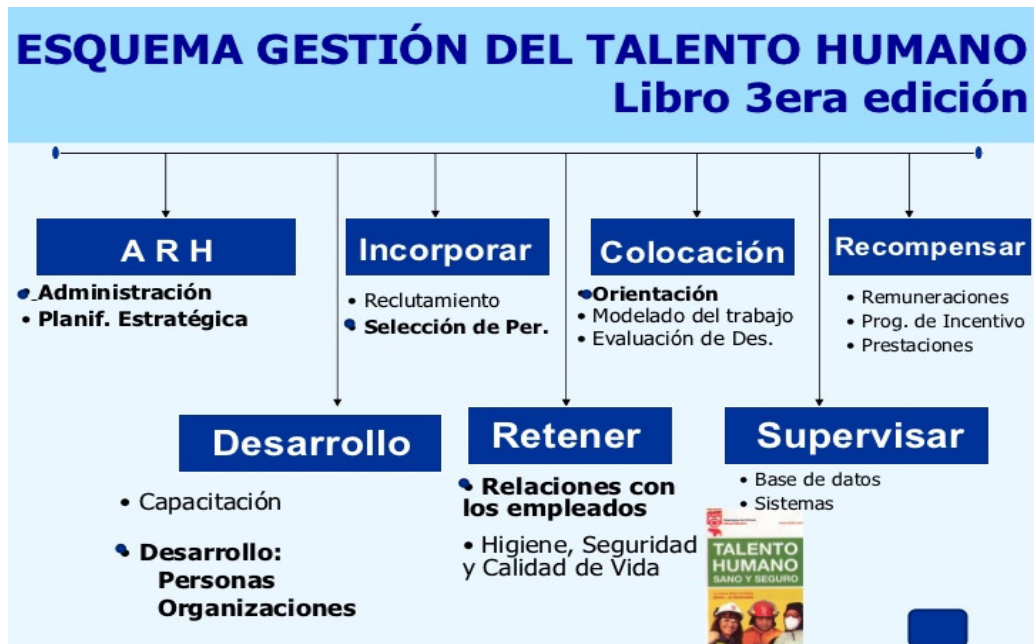 ESQUEMA GESTIÓN DEL TALENTO HUMANO
Libro 3era edición
A R H
• Administración
• Planif. Estratégica
Incorporar
• Reclutamiento
• Selección de Per.
Colocación
• Orientación
• Modelado del trabajo
• Evaluación de Des.
Recompensar
• Remuneraciones
• Prog. de Incentivo
• Prestaciones
Desarrollo
• Capacitación
• Desarrollo:
Personas
Organizaciones
Retener
• Relaciones con
los empleados
• Higiene, Seguridad
y Calidad de Vida
Supervisar
• Base de datos
• Sistemas
TALENTO
HUMANO
SANO Y SEGURO